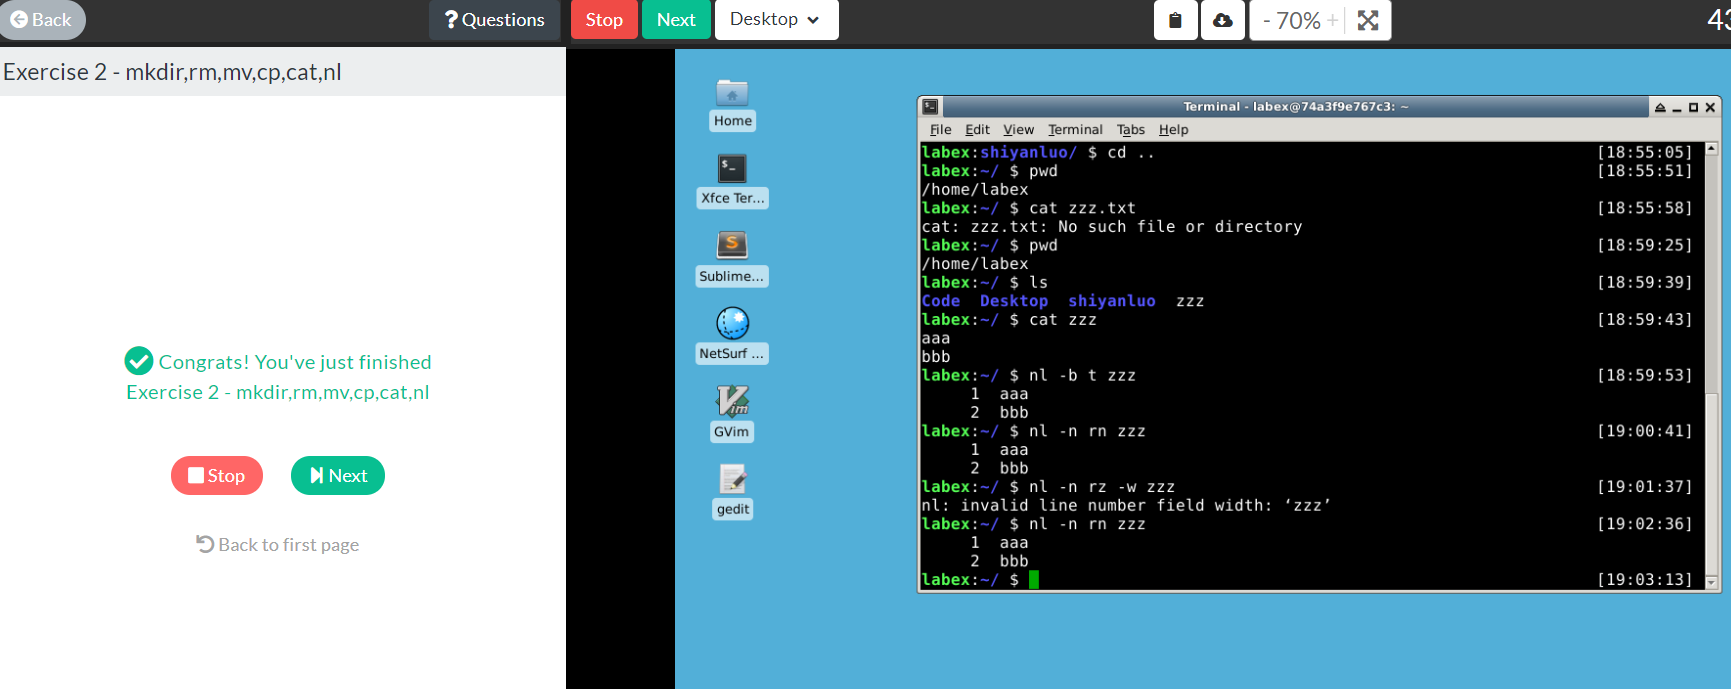 Back
? Questions
Stop
Next
Desktop
- 70% +
Exercise 2 - mkdir,rm,mv,cp,cat,nl
Congrats! You've just finished
Exercise 2 - mkdir,rm,mv,cp,cat,nl
Stop
Next
Back to first page
Home
Xfce Ter...
Sublime...
NetSurf ...
GVim
gedit
Terminal - labex@74a3f9e767c3: ~
File Edit View Terminal Tabs Help
labex:shiyanluo/ $ cd .. [18:55:05]
labex:~/ $ pwd [18:55:51]
/home/labex
labex:~/ $ cat zzz.txt [18:55:58]
cat: zzz.txt: No such file or directory
labex:~/ $ pwd [18:59:25]
/home/labex
labex:~/ $ ls [18:59:39]
Code Desktop shiyanluo zzz
labex:~/ $ cat zzz [18:59:43]
aaa
bbb
labex:~/ $ nl -b t zzz [18:59:53]
1 aaa
2 bbb
labex:~/ $ nl -n rn zzz [19:00:41]
1 aaa
2 bbb
labex:~/ $ nl -n rz -w zzz [19:01:37]
nl: invalid line number field width: ‘zzz’
labex:~/ $ nl -n rn zzz [19:02:36]
1 aaa
2 bbb
labex:~/ $ [19:03:13]